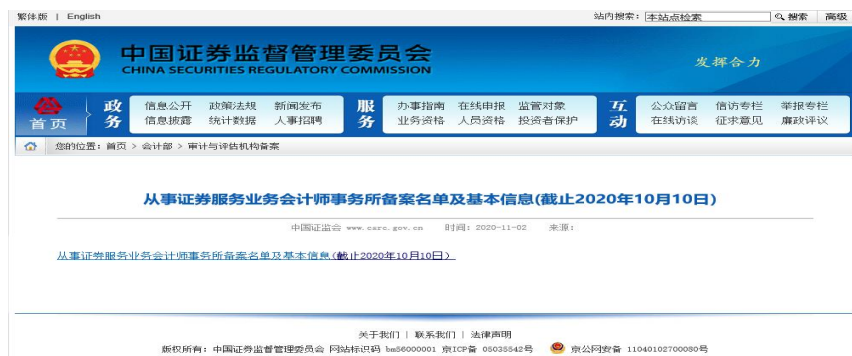 繁体版 | English 站内搜索: 本站点检索 搜索 高级
中国证券监督管理委员会
CHINA SECURITIES REGULATORY COMMISSION
发挥合力
首页
政务
信息公开 政策法规 新闻发布
信息披露 统计数据 人事招聘
服务
办事指南 在线申报 监管对象
业务资格 人员资格 投资者保护
互动
公众留言 信访专栏 举报专栏
在线访谈 征求意见 廉政评议
您的位置: 首页 > 会计部 > 审计与评估机构备案
从事证券服务业务会计师事务所备案名单及基本信息(截止2020年10月10日)
中国证监会 www.csrc.gov.cn 时间: 2020-11-02 来源:
从事证券服务业务会计师事务所备案名单及基本信息(截止2020年10月10日)
关于我们 | 联系我们 | 法律声明
版权所有: 中国证券监督管理委员会 网站标识码 bm56000001 京ICP备 05035542号 京公网安备 11040102700080号